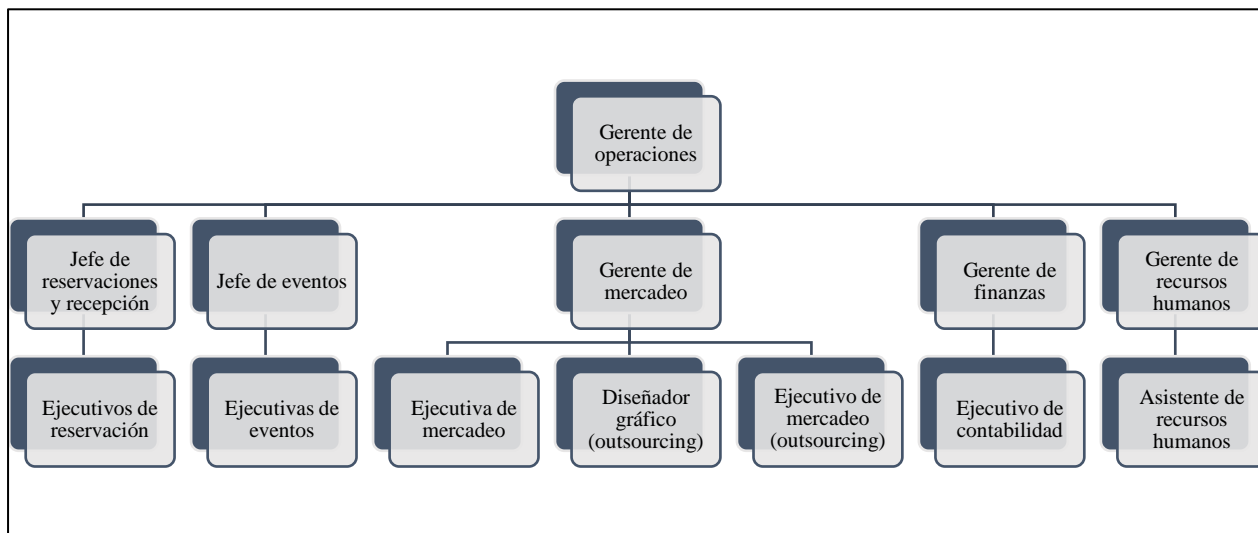 Gerente de
operaciones
Jefe de
reservaciones
y recepción
Jefe de eventos
Gerente de
mercadeo
Gerente de
finanzas
Gerente de
recursos
humanos
Ejecutivos de
reservación
Ejecutivas de
eventos
Ejecutiva de
mercadeo
Diseñador
gráfico
(outsourcing)
Ejecutivo de
mercadeo
(outsourcing)
Ejecutivo de
contabilidad
Asistente de
recursos
humanos